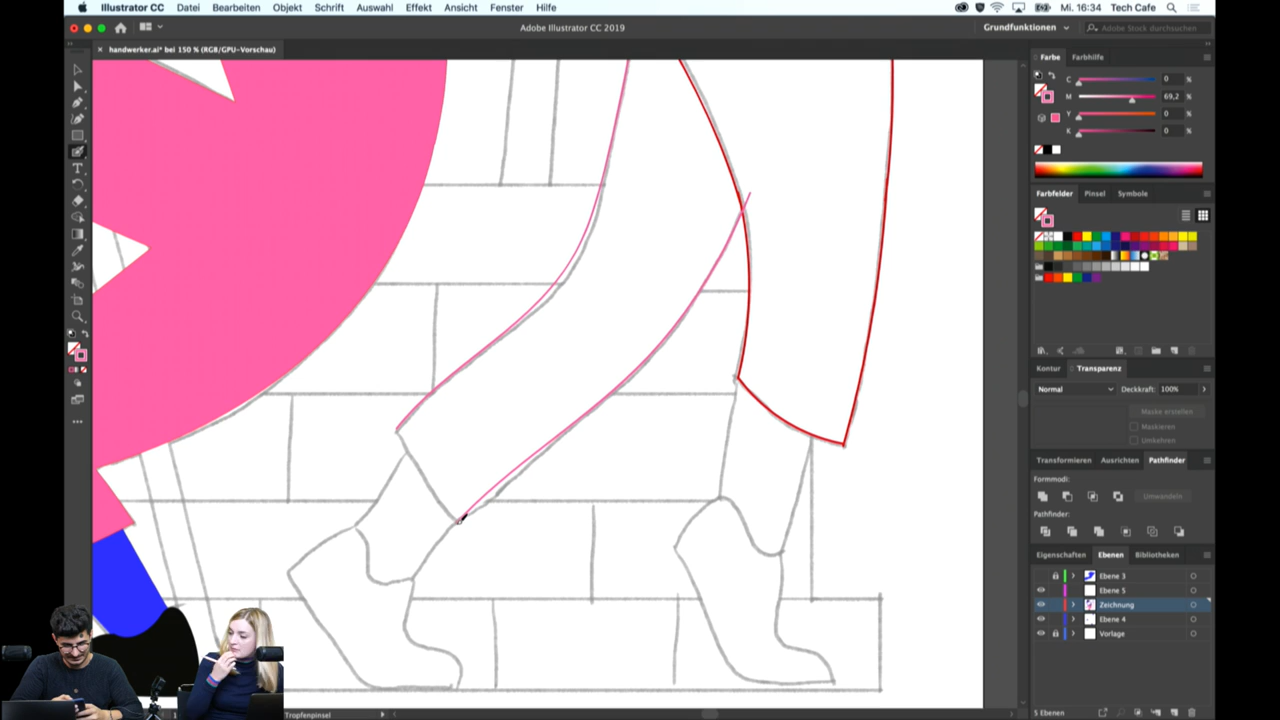 Illustrator CC Datei Bearbeiten Objekt Schrift Auswahl Effekt Ansicht Fenster Hilfe Mi. 16:34 Tech Cafe
Adobe Illustrator CC 2019 Grundfunktionen Adobe Stock durchsuchen
handwerker.ai* bei 150 % (RGB/GPU-Vorschau)
Farbe Farbhilfe
C 0 %
M 69,2 %
Y 0 %
K 0 %
Farbfelder Pinsel Symbole
Kontur Transparenz
Normal Deckkraft: 100%
Maske erstellen
Maskieren
Umkehren
Transformieren Ausrichten Pathfinder
Formmodi:
Umwandeln
Pathfinder:
Eigenschaften Ebenen Bibliotheken
Ebene 3
Ebene 5
Zeichnung
Ebene 4
Vorlage
Tropfenpinsel
5 Ebenen